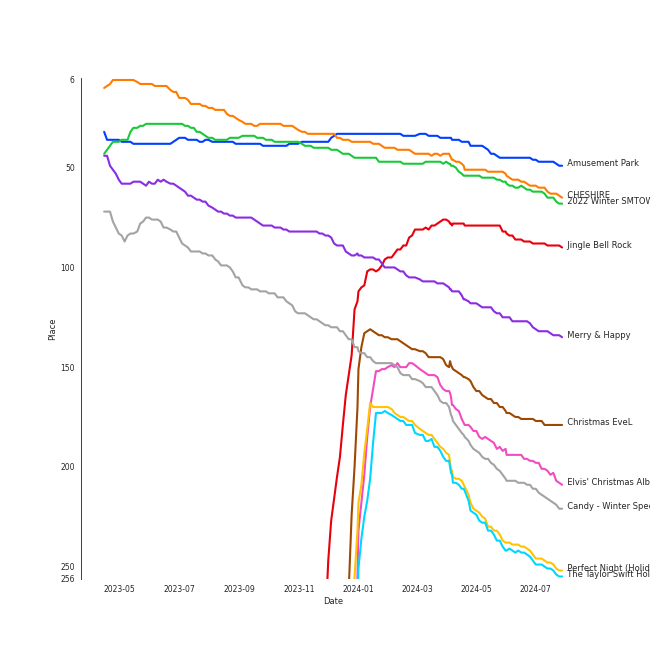 6
50
100
150
200
250
256
Place
2023-05
2023-07
2023-09
2023-11
2024-01
2024-03
2024-05
2024-07
Date
Amusement Park
CHESHIRE
2022 Winter SMTOW
Jingle Bell Rock
Merry & Happy
Christmas EveL
Elvis' Christmas Alb
Candy - Winter Spec
Perfect Night (Holid
The Taylor Swift Hol